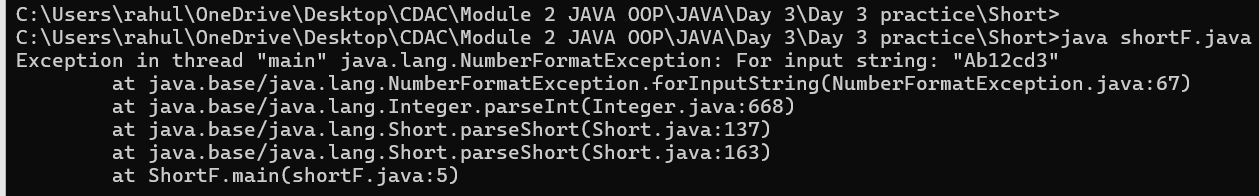 C:\Users\rahul\OneDrive\Desktop\CDAC\Module 2 JAVA OOP\JAVA\Day 3\Day 3 practice\Short>
C:\Users\rahul\OneDrive\Desktop\CDAC\Module 2 JAVA OOP\JAVA\Day 3\Day 3 practice\Short>java shortF.java
Exception in thread "main" java.lang.NumberFormatException: For input string: "Ab12cd3"
        at java.base/java.lang.NumberFormatException.forInputString(NumberFormatException.java:67)
        at java.base/java.lang.Integer.parseInt(Integer.java:668)
        at java.base/java.lang.Short.parseShort(Short.java:137)
        at java.base/java.lang.Short.parseShort(Short.java:163)
        at ShortF.main(shortF.java:5)